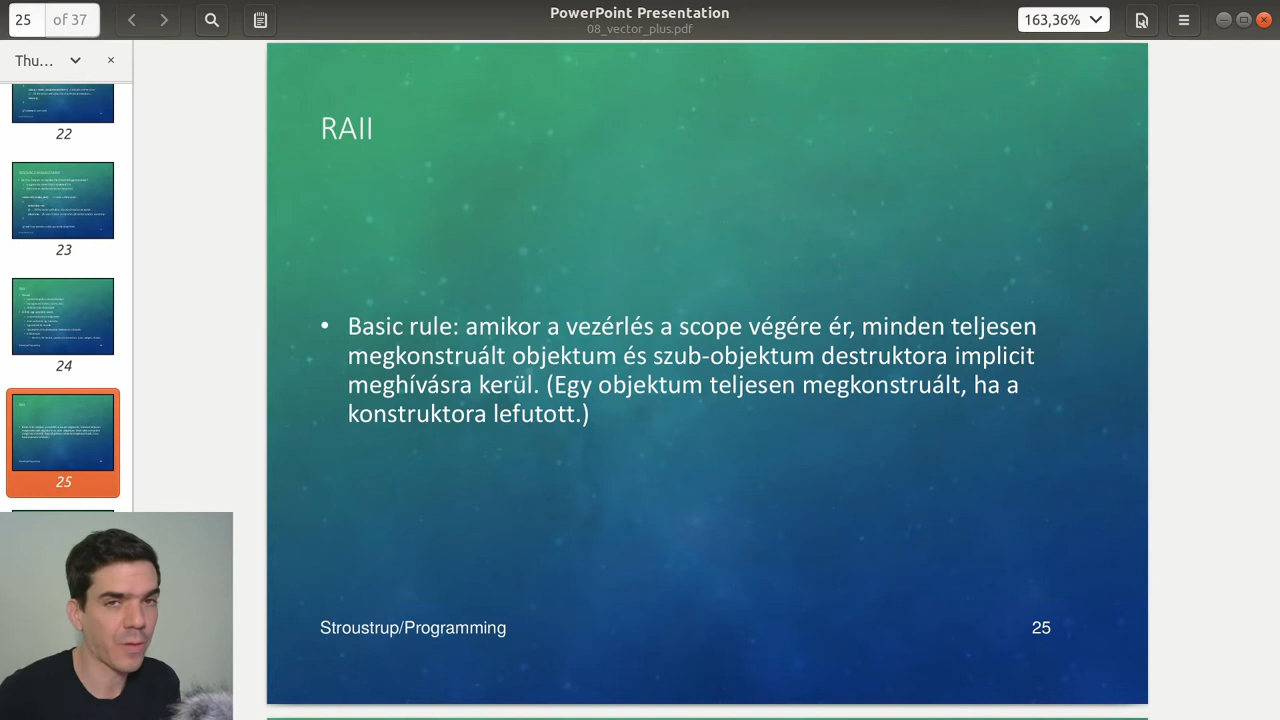 25 of 37
PowerPoint Presentation
08_vector_plus.pdf
163,36%
Thu...
22
23
24
25
RAII
• Basic rule: amikor a vezérlés a scope végére ér, minden teljesen
megkonstruált objektum és szub-objektum destruktora implicit
meghívásra kerül. (Egy objektum teljesen megkonstruált, ha a
konstruktora lefutott.)
Stroustrup/Programming
25